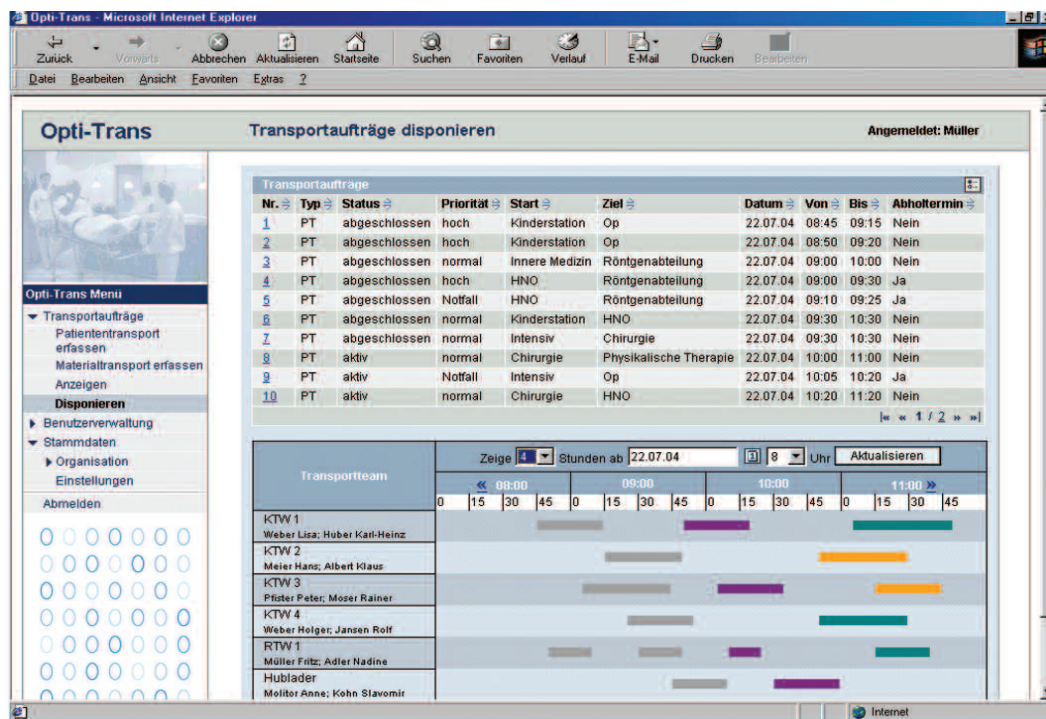 Opti-Trans - Microsoft Internet Explorer
Zurück Vorwärts Abbrechen Aktualisieren Startseite Suchen Favoriten Verlauf E-Mail Drucken Bearbeiten
Datei Bearbeiten Ansicht Favoriten Extras ?
Opti-Trans Transportaufträge disponieren Angemeldet: Müller
Transportaufträge
Nr. Typ Status Priorität Start Ziel Datum Von Bis Abholtermin
1 PT abgeschlossen hoch Kinderstation Op 22.07.04 08:45 09:15 Nein
2 PT abgeschlossen hoch Kinderstation Op 22.07.04 08:50 09:20 Nein
3 PT abgeschlossen normal Innere Medizin Röntgenabteilung 22.07.04 09:00 10:00 Nein
4 PT abgeschlossen hoch HNO Röntgenabteilung 22.07.04 09:00 09:30 Ja
5 PT abgeschlossen Notfall HNO Röntgenabteilung 22.07.04 09:10 09:25 Ja
6 PT abgeschlossen normal Kinderstation HNO 22.07.04 09:30 10:30 Nein
7 PT abgeschlossen normal Intensiv Chirurgie 22.07.04 09:30 10:30 Nein
8 PT aktiv normal Chirurgie Physikalische Therapie 22.07.04 10:00 11:00 Nein
9 PT aktiv Notfall Intensiv Op 22.07.04 10:05 10:20 Ja
10 PT aktiv normal Chirurgie HNO 22.07.04 10:20 11:20 Nein
|« « 1 / 2 » »|
Opti-Trans Menü
Transportaufträge
Patiententransport
erfassen
Materialtransport erfassen
Anzeigen
Disponieren
Benutzerverwaltung
Stammdaten
Organisation
Einstellungen
Abmelden
Transportteam
Zeige 4 Stunden ab 22.07.04 1 8 Uhr Aktualisieren
« 08:00 09:00 10:00 11:00 »
0 15 30 45 0 15 30 45 0 15 30 45 0 15 30 45
KTW 1
Weber Lisa; Huber Karl-Heinz
KTW 2
Meier Hans; Albert Klaus
KTW 3
Pfister Peter; Moser Rainer
KTW 4
Weber Holger; Jansen Rolf
RTW 1
Müller Fritz; Adler Nadine
Hublader
Molitor Anne; Kohn Slavomir
Internet